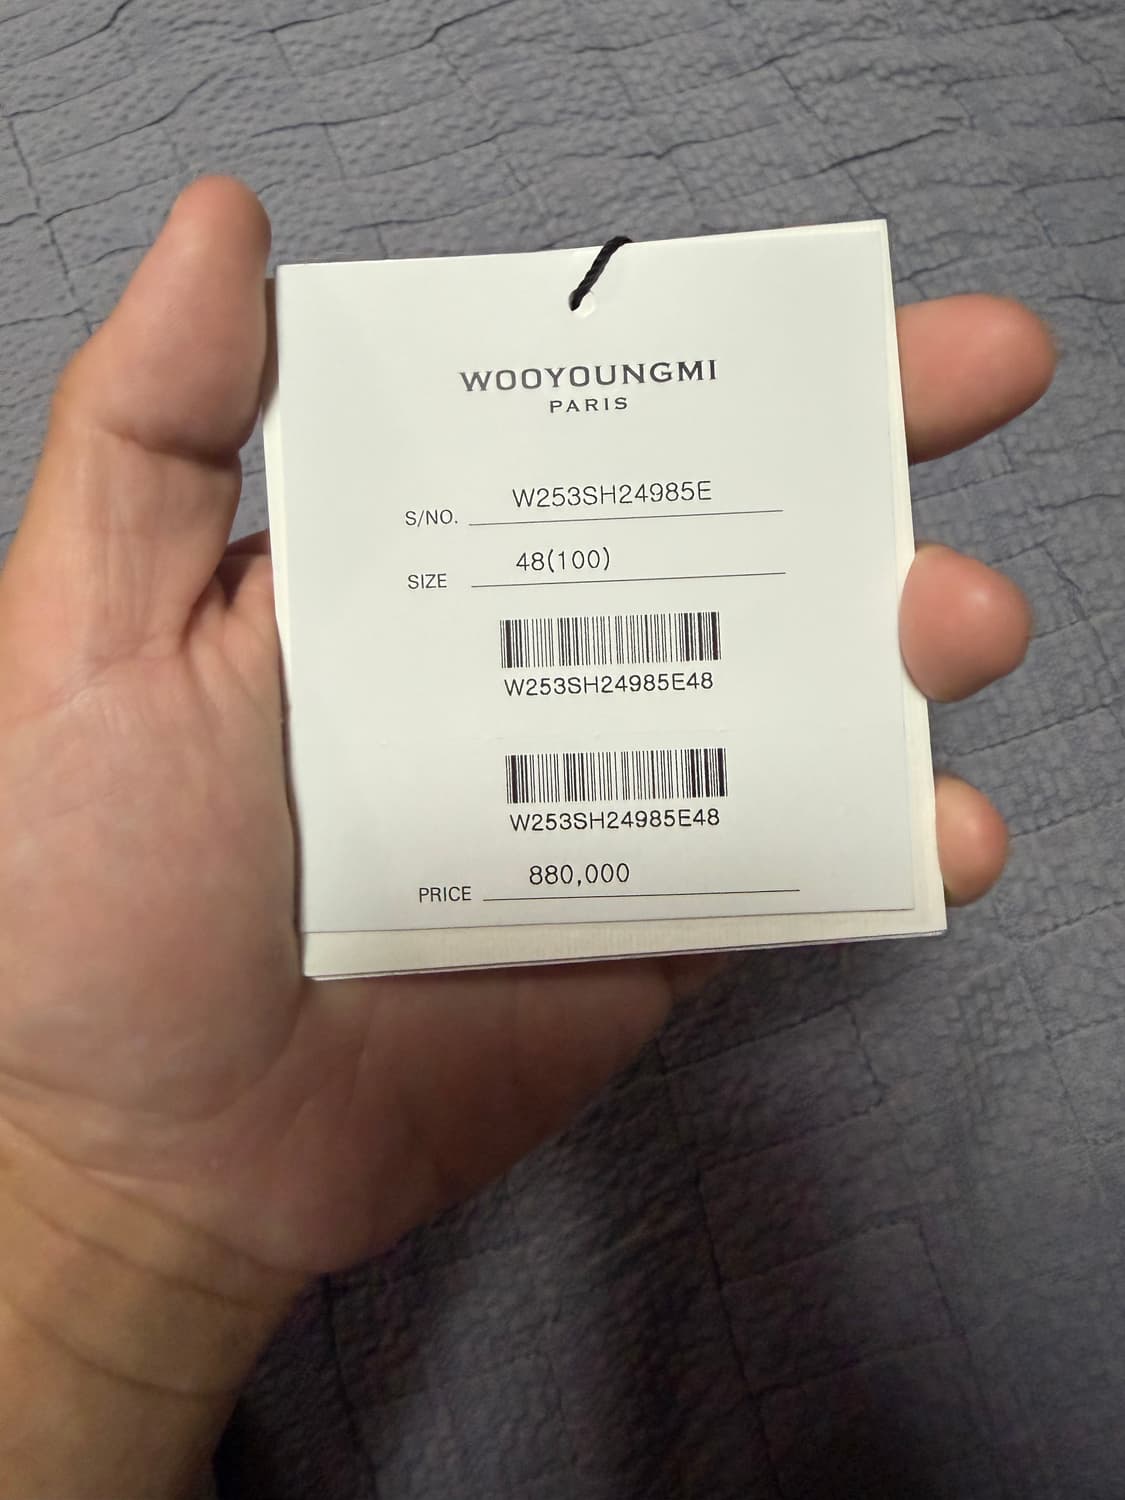 WOOYOUNGMI
PARIS
S/NO. W253SH24985E
SIZE 48(100)
W253SH24985E48
W253SH24985E48
PRICE 880,000